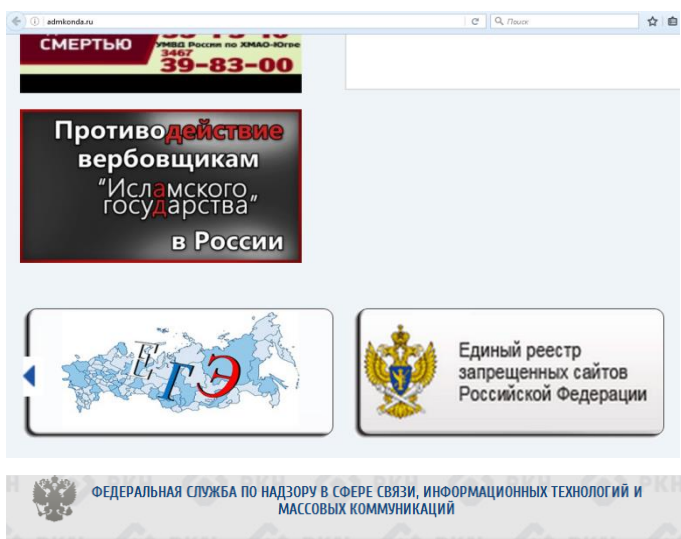 admkonda.ru
Поиск
СМЕРТЬЮ
УМВД России по ХМАО-Югре
3467
39-83-00
Противодействие
вербовщикам
"Исламского
государства"
в России
ЕГЭ
Единый реестр
запрещенных сайтов
Российской Федерации
ФЕДЕРАЛЬНАЯ СЛУЖБА ПО НАДЗОРУ В СФЕРЕ СВЯЗИ, ИНФОРМАЦИОННЫХ ТЕХНОЛОГИЙ И
МАССОВЫХ КОММУНИКАЦИЙ